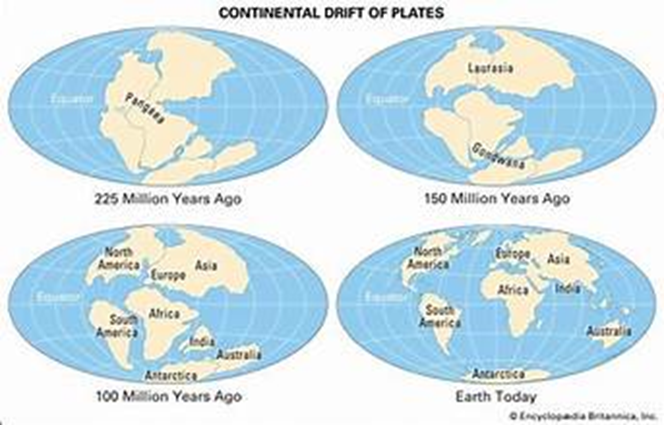 CONTINENTAL DRIFT OF PLATES
Equator
Pangaea
225 Million Years Ago
Equator
Laurasia
Gondwana
150 Million Years Ago
Equator
North
America
Europe
Asia
South
America
Africa
India
Australia
Antarctica
100 Million Years Ago
Equator
North
America
Europe
Asia
Africa
India
South
America
Australia
Antarctica
Earth Today
© Encyclopædia Britannica, Inc.